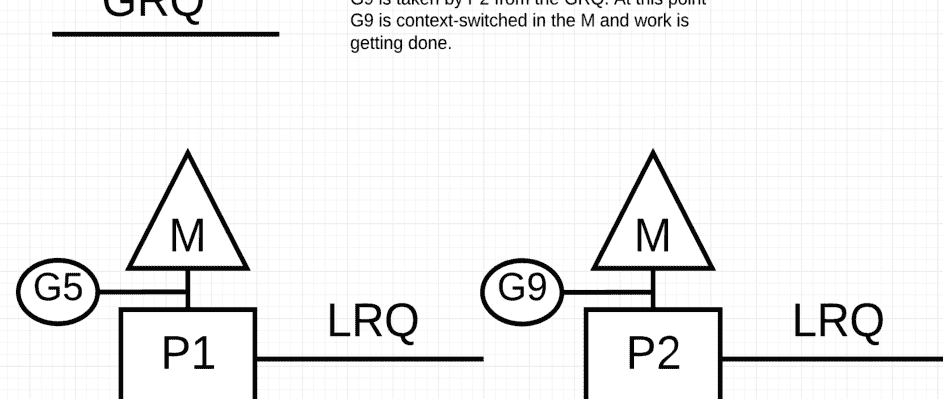 GRQ
G9 is taken by P2 from the GRQ. At this point
G9 is context-switched in the M and work is
getting done.
M
M
G5
G9
LRQ
LRQ
P1
P2